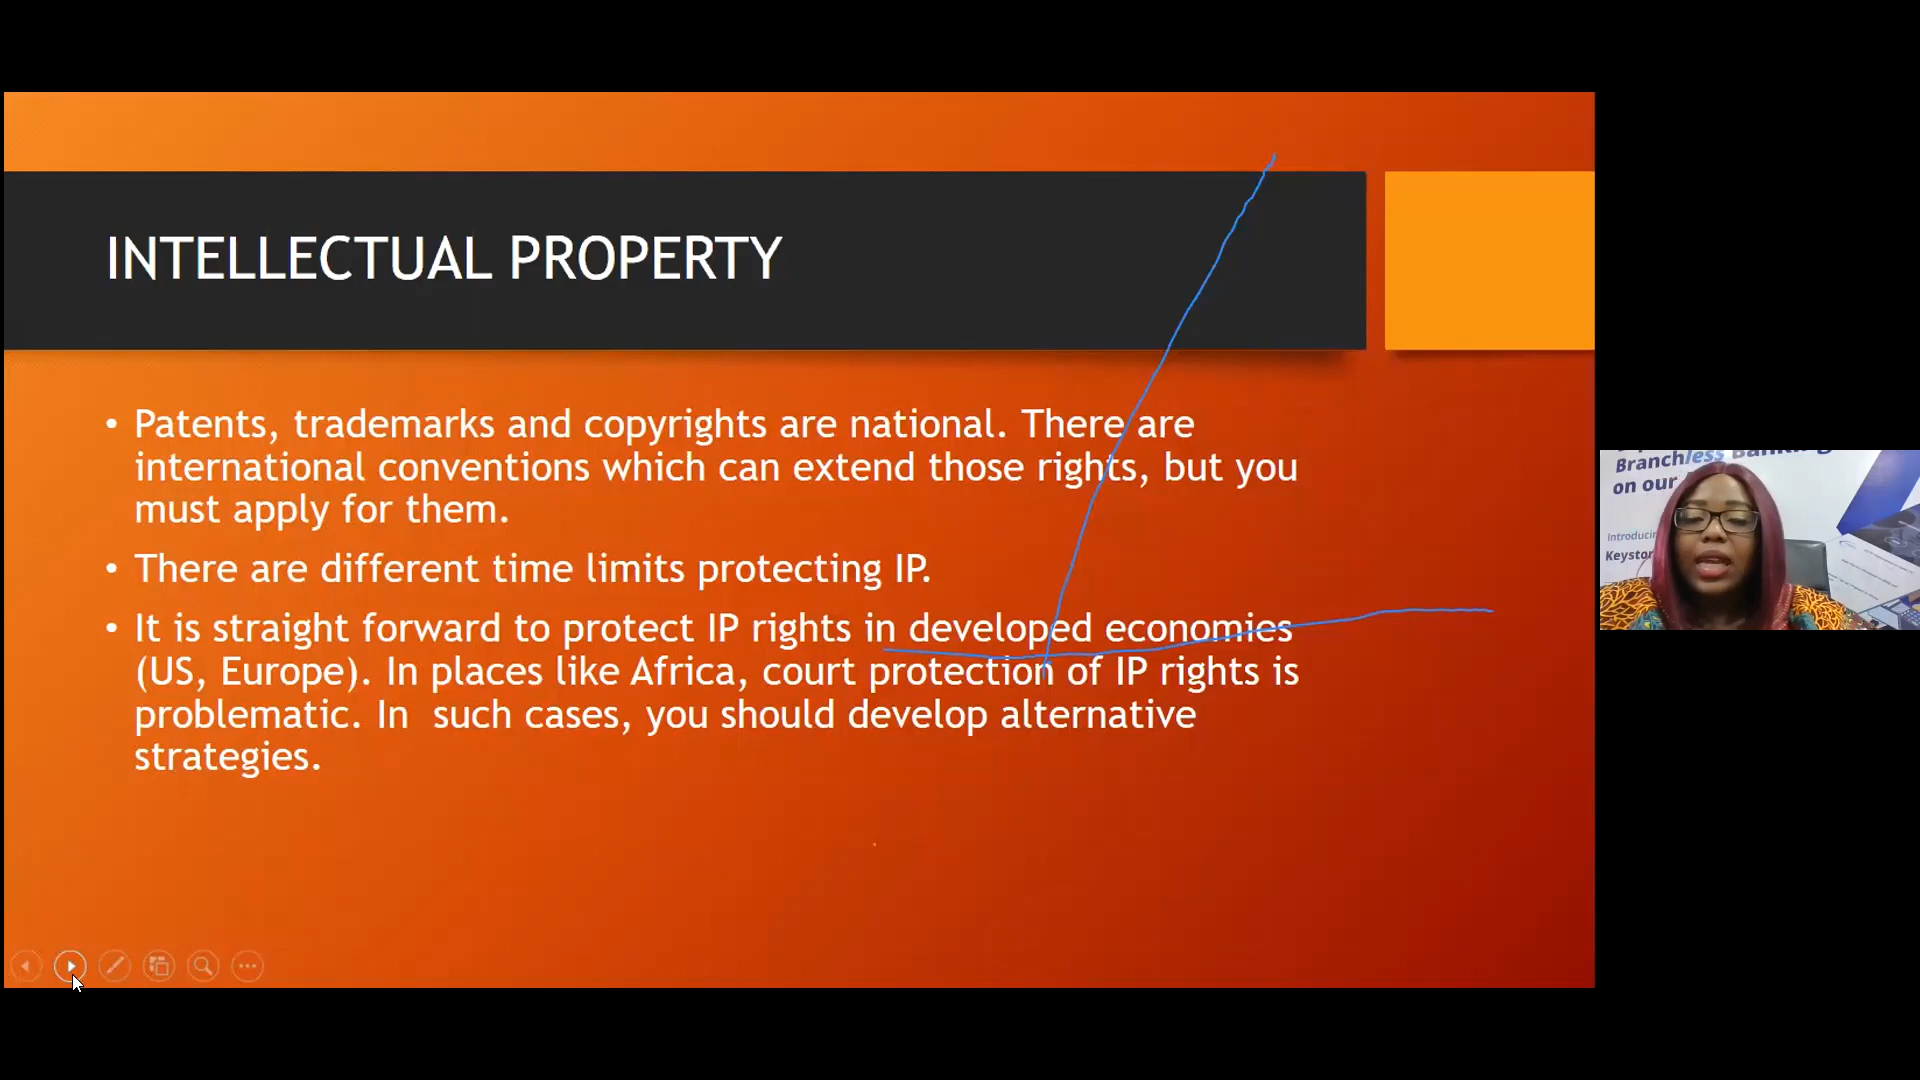 INTELLECTUAL PROPERTY
• Patents, trademarks and copyrights are national. There are
international conventions which can extend those rights, but you
must apply for them.
• There are different time limits protecting IP.
• It is straight forward to protect IP rights in developed economies
(US, Europe). In places like Africa, court protection of IP rights is
problematic. In  such cases, you should develop alternative
strategies.
Branchless Banking
on our